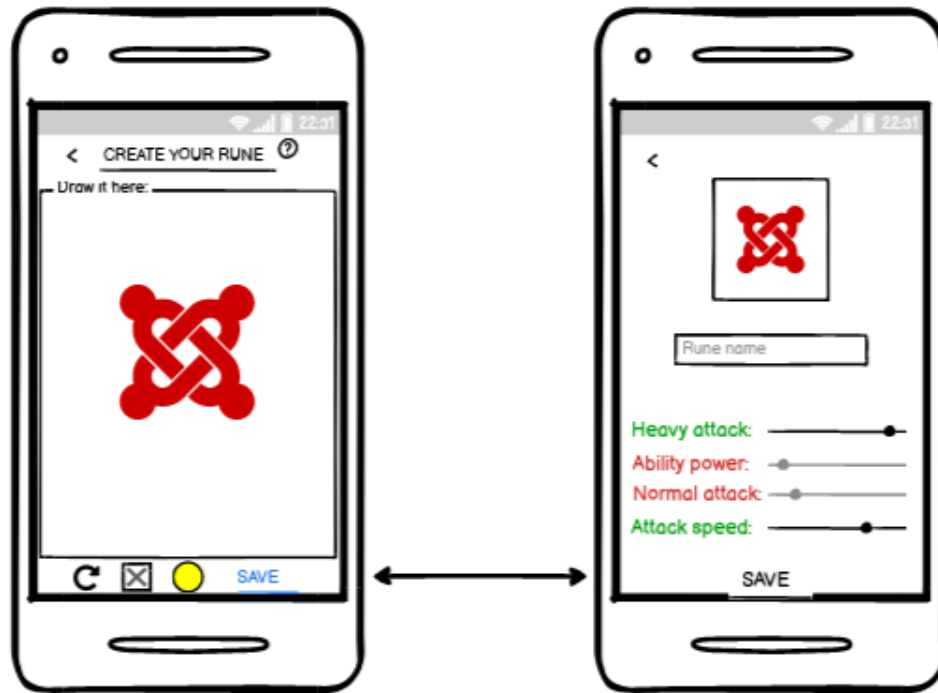 22:31
CREATE YOUR RUNE ?
Draw it here:
SAVE
22:31
Rune name
Heavy attack:
Ability power:
Normal attack:
Attack speed:
SAVE